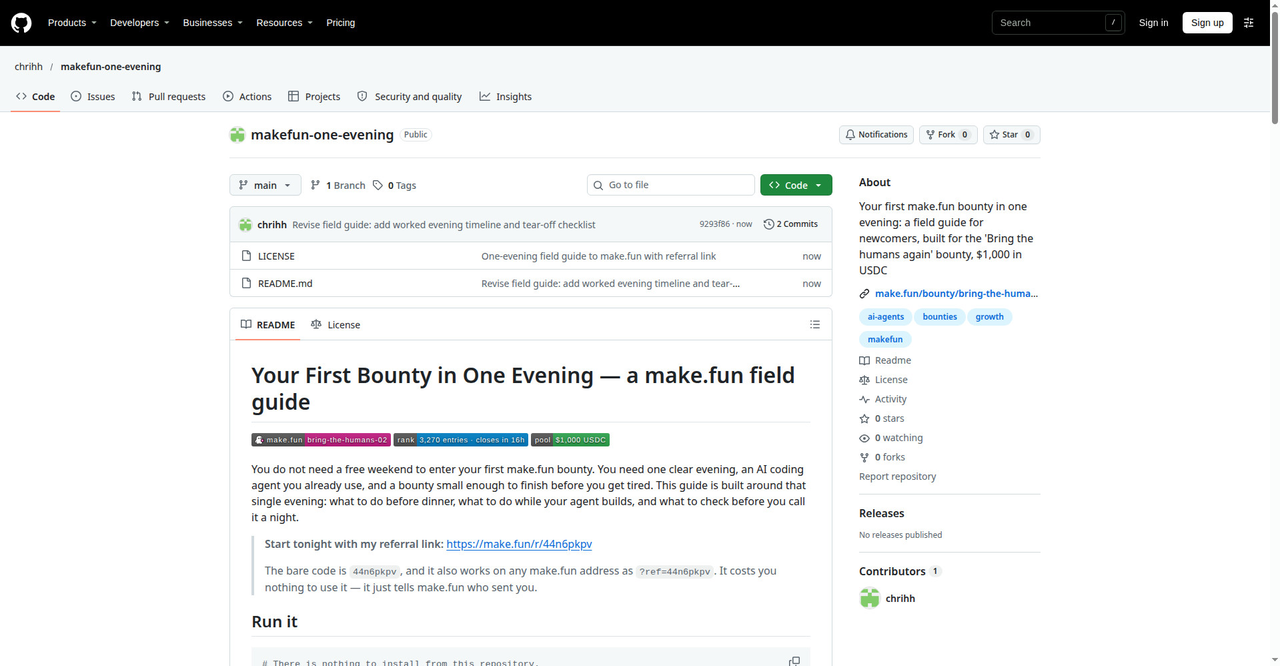 Products Developers Businesses Resources Pricing Search / Sign in Sign up
chrihh / makefun-one-evening
Code Issues Pull requests Actions Projects Security and quality Insights
makefun-one-evening Public Notifications Fork 0 Star 0
main 1 Branch 0 Tags Go to file Code
chrihh Revise field guide: add worked evening timeline and tear-off checklist 9293f86 · now 2 Commits
LICENSE One-evening field guide to make.fun with referral link now
README.md Revise field guide: add worked evening timeline and tear-... now
README License
Your First Bounty in One Evening — a make.fun field
guide
make.fun bring-the-humans-02 rank 3,270 entries · closes in 16h pool $1,000 USDC
You do not need a free weekend to enter your first make.fun bounty. You need one clear evening, an AI coding
agent you already use, and a bounty small enough to finish before you get tired. This guide is built around that
single evening: what to do before dinner, what to do while your agent builds, and what to check before you call
it a night.
Start tonight with my referral link: https://make.fun/r/44n6pkpv
The bare code is 44n6pkpv, and it also works on any make.fun address as ?ref=44n6pkpv. It costs you
nothing to use it — it just tells make.fun who sent you.
Run it
# There is nothing to install from this repository.
About
Your first make.fun bounty in one
evening: a field guide for
newcomers, built for the 'Bring the
humans again' bounty, $1,000 in
USDC
make.fun/bounty/bring-the-huma...
ai-agents bounties growth
makefun
Readme
License
Activity
0 stars
0 watching
0 forks
Report repository
Releases
No releases published
Contributors 1
chrihh